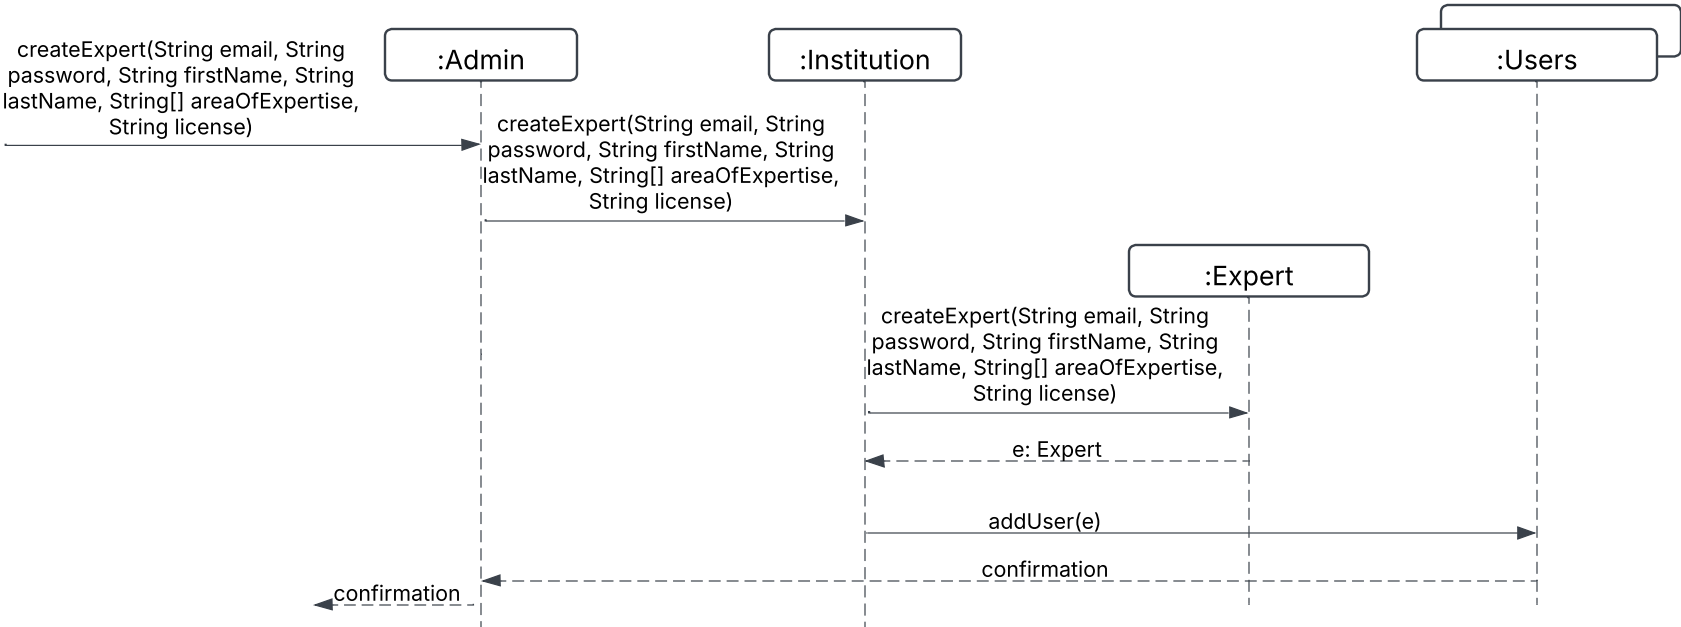 createExpert(String email, String
password, String firstName, String
lastName, String[] areaOfExpertise,
String license)
:Admin
:Institution
:Users
createExpert(String email, String
password, String firstName, String
lastName, String[] areaOfExpertise,
String license)
:Expert
createExpert(String email, String
password, String firstName, String
lastName, String[] areaOfExpertise,
String license)
e: Expert
addUser(e)
confirmation
confirmation